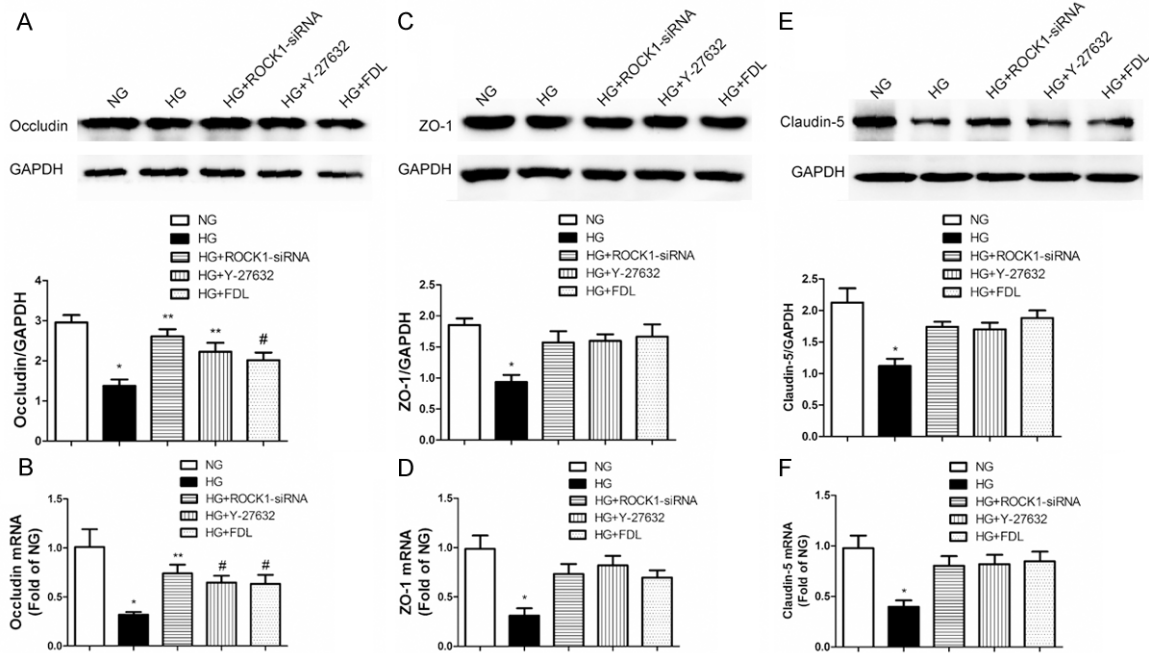 A
NG
HG
HG+ROCK1-siRNA
HG+Y-27632
HG+FDL
Occludin
GAPDH
NG
HG
HG+ROCK1-siRNA
HG+Y-27632
HG+FDL
Occludin/GAPDH
4
3
2
1
0
*
**
**
#
B
NG
HG
HG+ROCK1-siRNA
HG+Y-27632
HG+FDL
Occludin mRNA
(Fold of NG)
1.5
1.0
0.5
0.0
*
**
#
#
C
NG
HG
HG+ROCK1-siRNA
HG+Y-27632
HG+FDL
ZO-1
GAPDH
NG
HG
HG+ROCK1-siRNA
HG+Y-27632
HG+FDL
ZO-1/GAPDH
2.5
2.0
1.5
1.0
0.5
0.0
*
D
NG
HG
HG+ROCK1-siRNA
HG+Y-27632
HG+FDL
ZO-1 mRNA
(Fold of NG)
1.5
1.0
0.5
0.0
*
E
NG
HG
HG+ROCK1-siRNA
HG+Y-27632
HG+FDL
Claudin-5
GAPDH
NG
HG
HG+ROCK1-siRNA
HG+Y-27632
HG+FDL
Claudin-5/GAPDH
2.5
2.0
1.5
1.0
0.5
0.0
*
F
NG
HG
HG+ROCK1-siRNA
HG+Y-27632
HG+FDL
Claudin-5 mRNA
(Fold of NG)
1.5
1.0
0.5
0.0
*